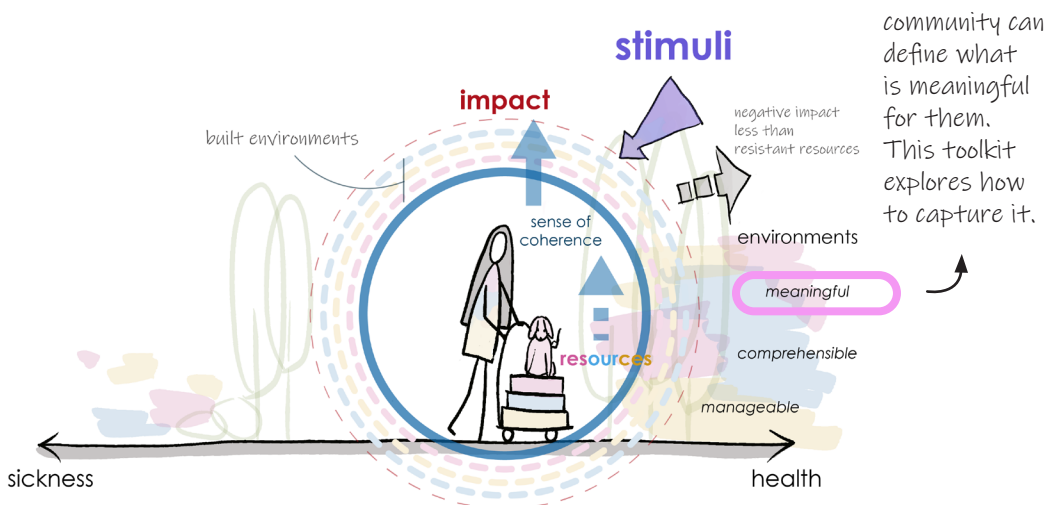 community can
define what
is meaningful
for them.
This toolkit
explores how
to capture it.
stimuli
impact
negative impact
less than
resistant resources
built environments
sense of
coherence
environments
meaningful
comprehensible
resources
manageable
sickness
health